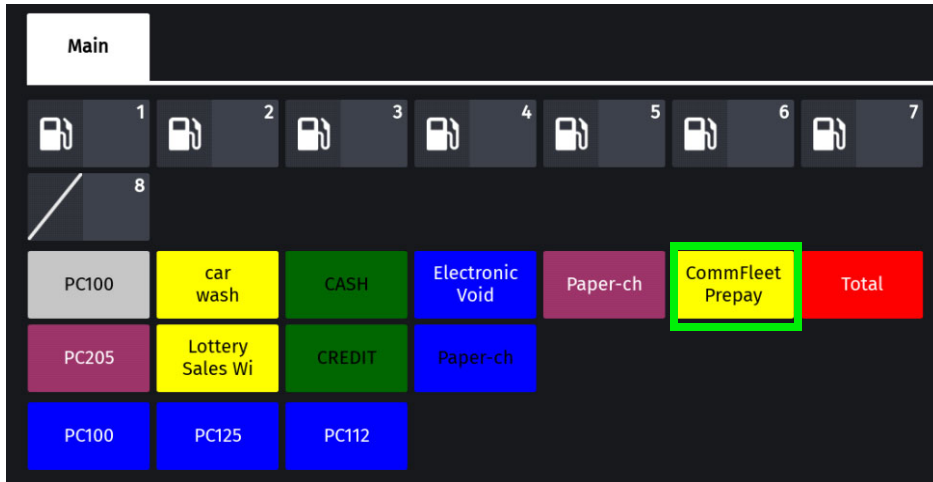 Main
1 2 3 4 5 6 7
8
PC100 car wash CASH Electronic Void Paper-ch CommFleet Prepay Total
PC205 Lottery Sales Wi CREDIT Paper-ch
PC100 PC125 PC112